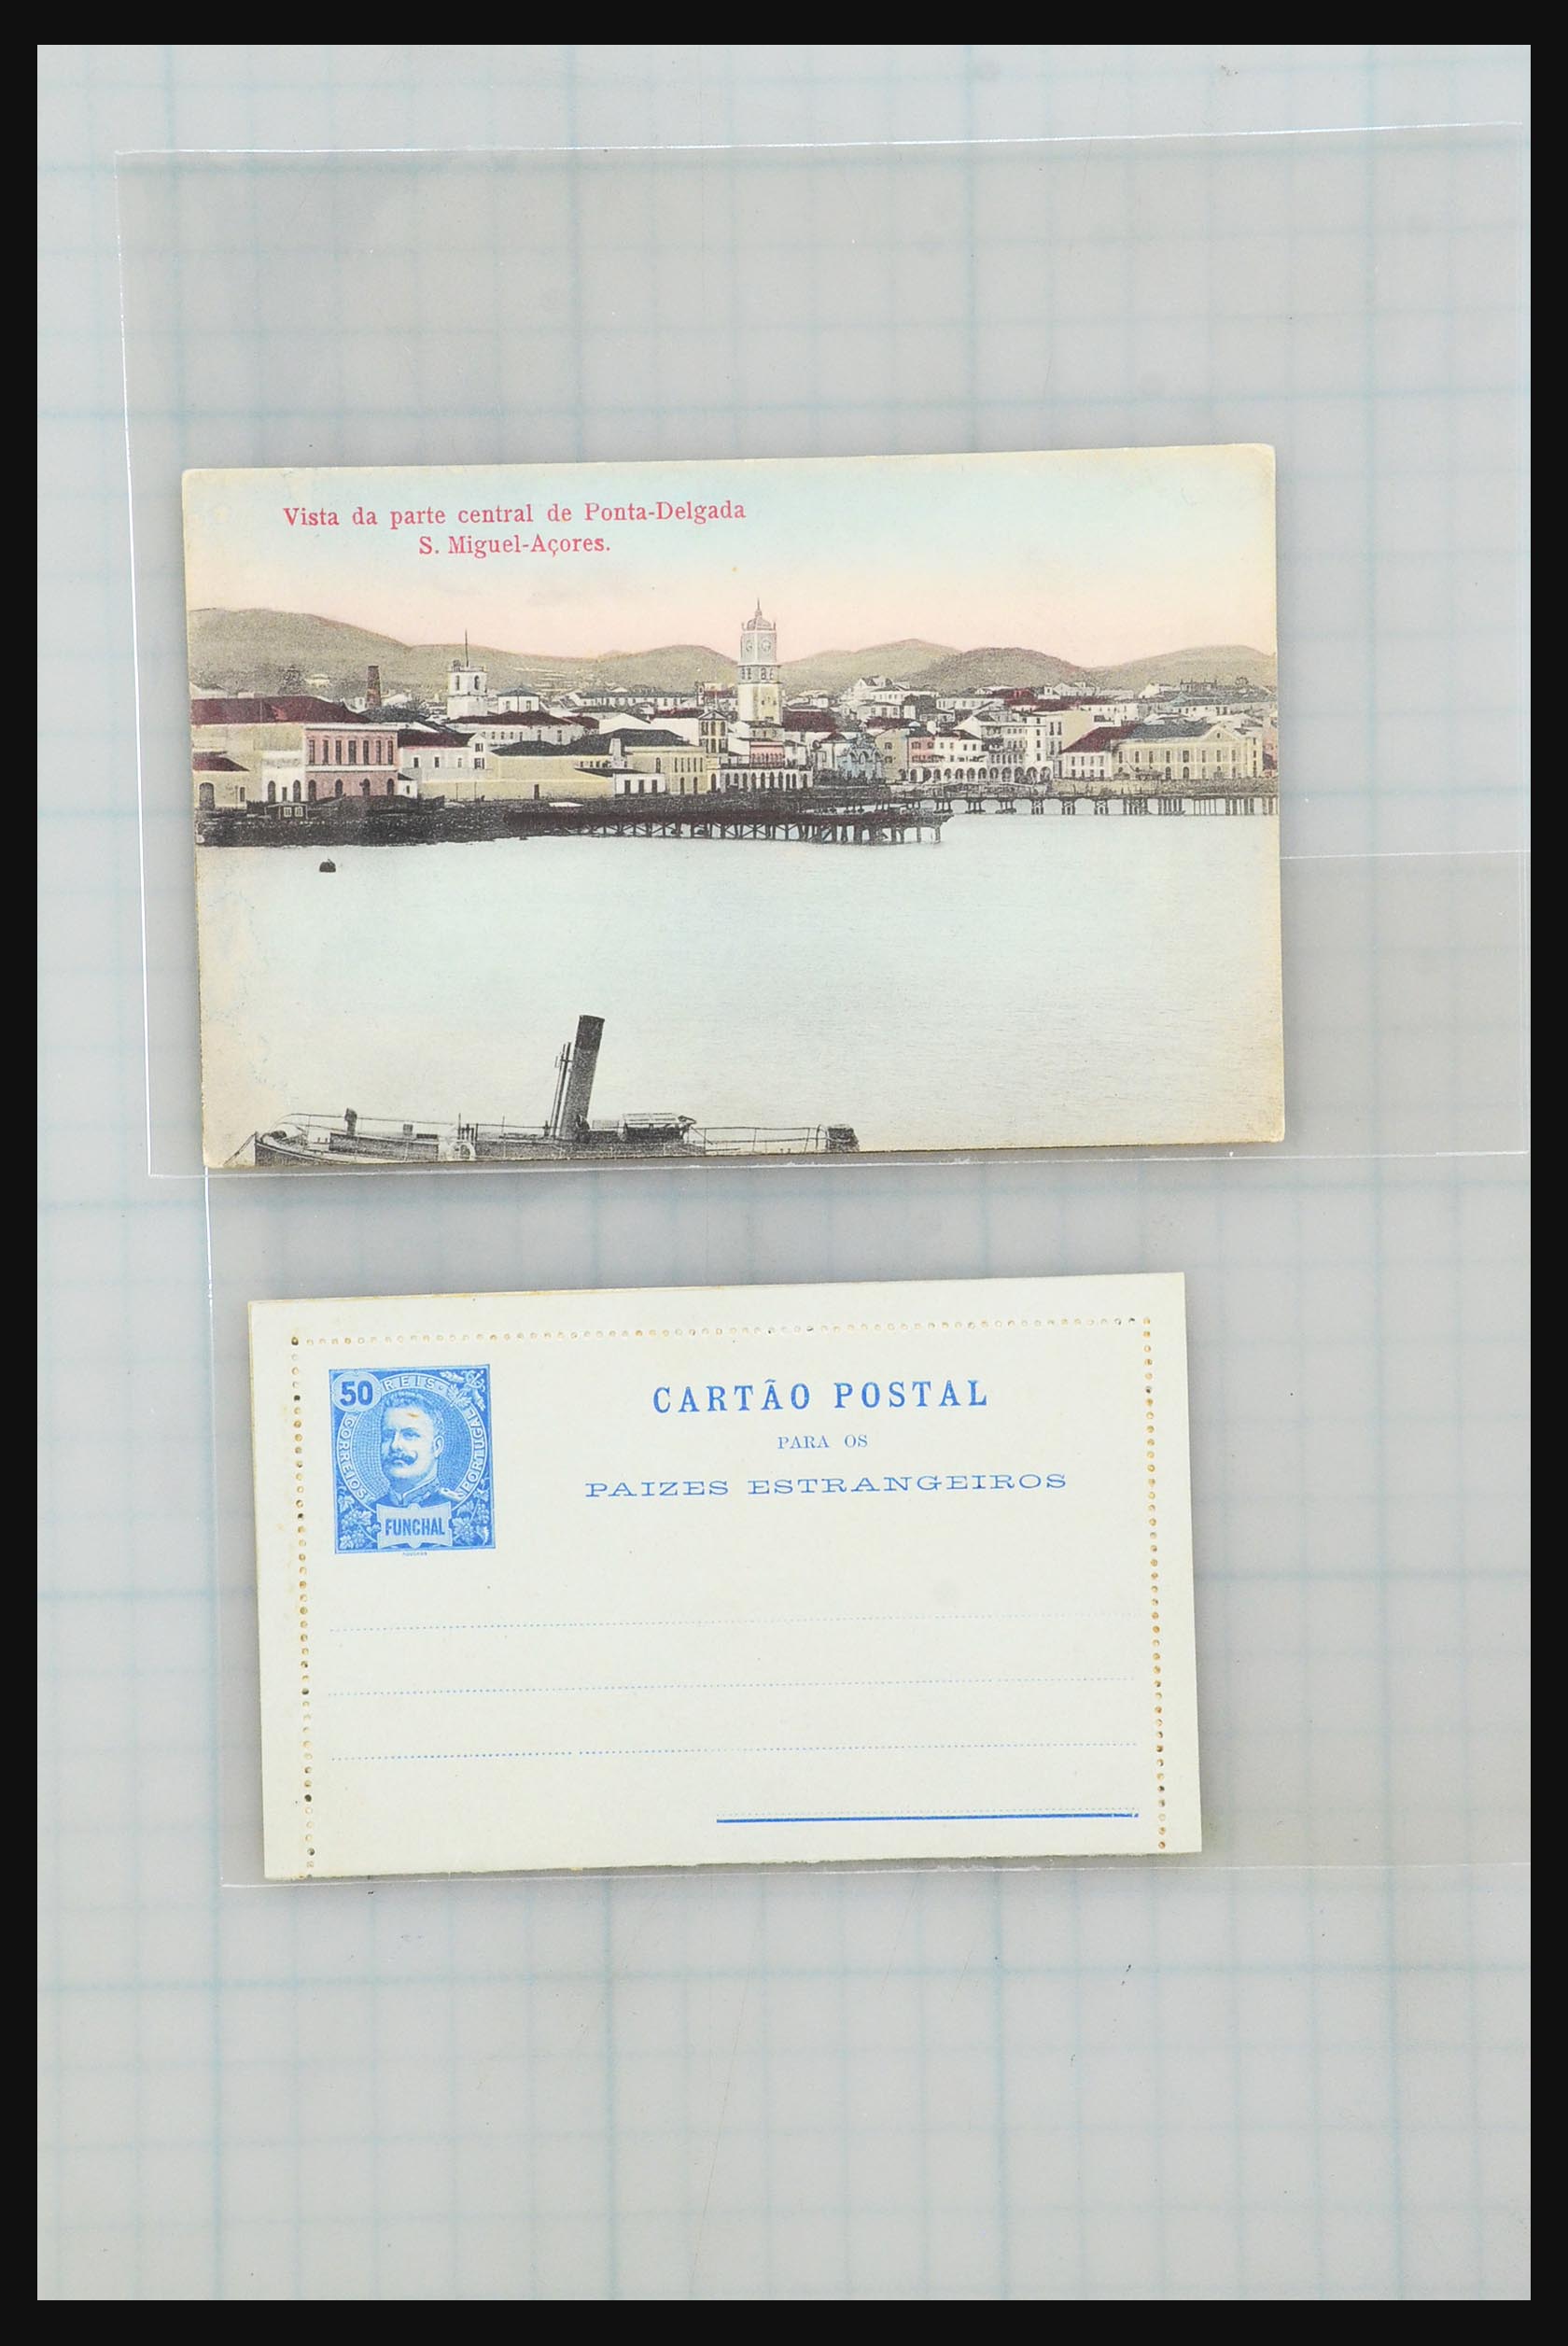 Vista da parte central de Ponta-Delgada
S. Miguel-Açores.
50
REIS
CORREIOS
PORTUGAL
FUNCHAL
CARTÃO POSTAL
PARA OS
PAIZES ESTRANGEIROS